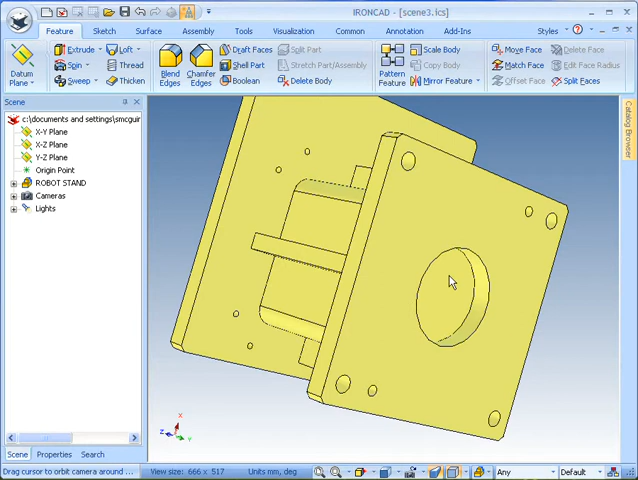 IRONCAD - [scene3.ics]
Feature Sketch Surface Assembly Tools Visualization Common Annotation Add-Ins Styles
Datum Plane
Extrude Loft
Spin Thread
Sweep Thicken
Blend Edges
Chamfer Edges
Draft Faces Split Part
Shell Part Stretch Part/Assembly
Boolean Delete Body
Pattern Feature
Scale Body
Copy Body
Mirror Feature
Move Face Delete Face
Match Face Edit Face Radius
Offset Face Split Faces
Scene
c:\documents and settings\smcguir
X-Y Plane
X-Z Plane
Y-Z Plane
Origin Point
ROBOT STAND
Cameras
Lights
Catalog Browser
X
Z
Y
Scene Properties Search
Drag cursor to orbit camera around ...
View size: 666 x 517 Units mm, deg
Any
Default